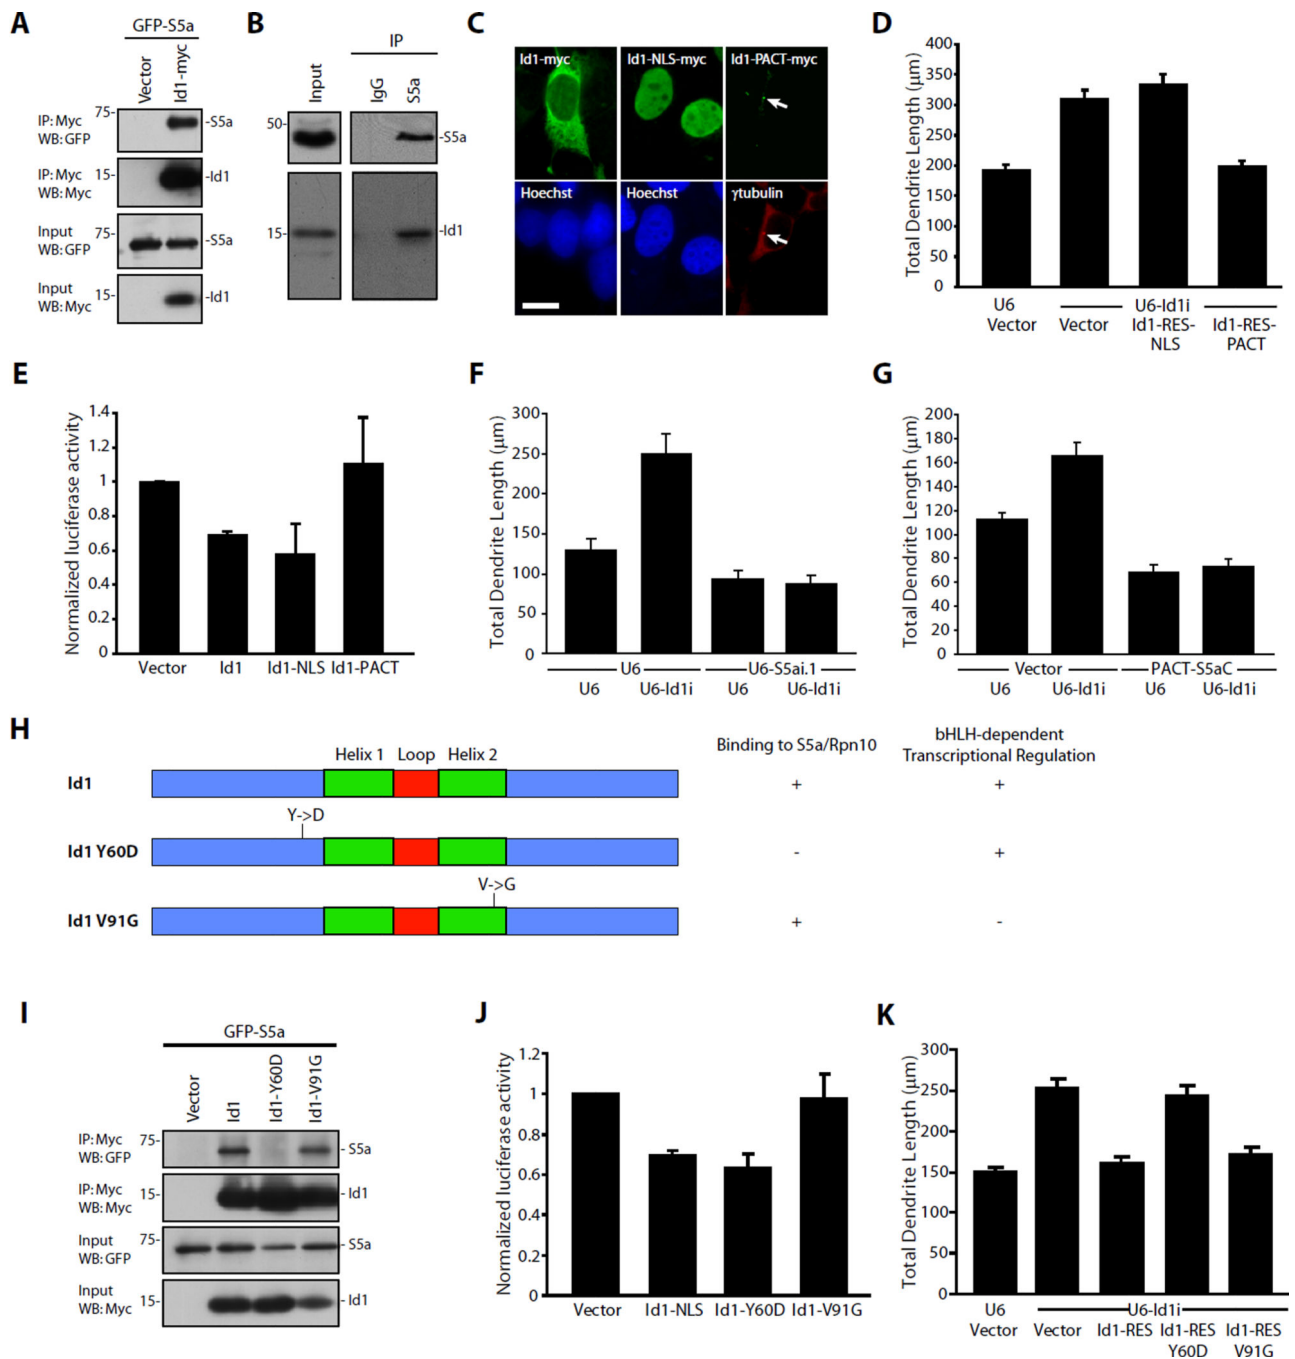 A
GFP-S5a
Vector
Id1-myc
IP: Myc
WB: GFP
75-
-S5a
IP: Myc
WB: Myc
15-
-Id1
Input
WB: GFP
75-
-S5a
Input
WB: Myc
15-
-Id1
B
IP
Input
IgG
S5a
50-
-S5a
15-
-Id1
C
Id1-myc
Id1-NLS-myc
Id1-PACT-myc
Hoechst
Hoechst
γtubulin
D
Total Dendrite Length (μm)
400
350
300
250
200
150
100
50
0
U6
Vector
U6-Id1i
Vector
Id1-RES-
NLS
Id1-RES-
PACT
E
Normalized luciferase activity
1.4
1.2
1
0.8
0.6
0.4
0.2
0
Vector
Id1
Id1-NLS
Id1-PACT
F
Total Dendrite Length (μm)
300
250
200
150
100
50
0
U6
U6-S5ai.1
U6
U6-Id1i
U6
U6-Id1i
G
Total Dendrite Length (μm)
200
180
160
140
120
100
80
60
40
20
0
Vector
PACT-S5aC
U6
U6-Id1i
U6
U6-Id1i
H
Helix 1
Loop
Helix 2
Binding to S5a/Rpn10
bHLH-dependent
Transcriptional Regulation
Id1
+
+
Y->D
Id1 Y60D
-
+
V->G
Id1 V91G
+
-
I
GFP-S5a
Vector
Id1
Id1-Y60D
Id1-V91G
IP: Myc
WB: GFP
75-
- S5a
IP: Myc
WB: Myc
15-
- Id1
Input
WB: GFP
75-
S5a
Input
WB: Myc
15-
- Id1
J
Normalized luciferase activity
1.2
1
0.8
0.6
0.4
0.2
0
Vector
Id1-NLS
Id1-Y60D
Id1-V91G
K
Total Dendrite Length (μm)
300
250
200
150
100
50
0
U6
Vector
U6-Id1i
Vector
Id1-RES
Id1-RES
Y60D
Id1-RES
V91G